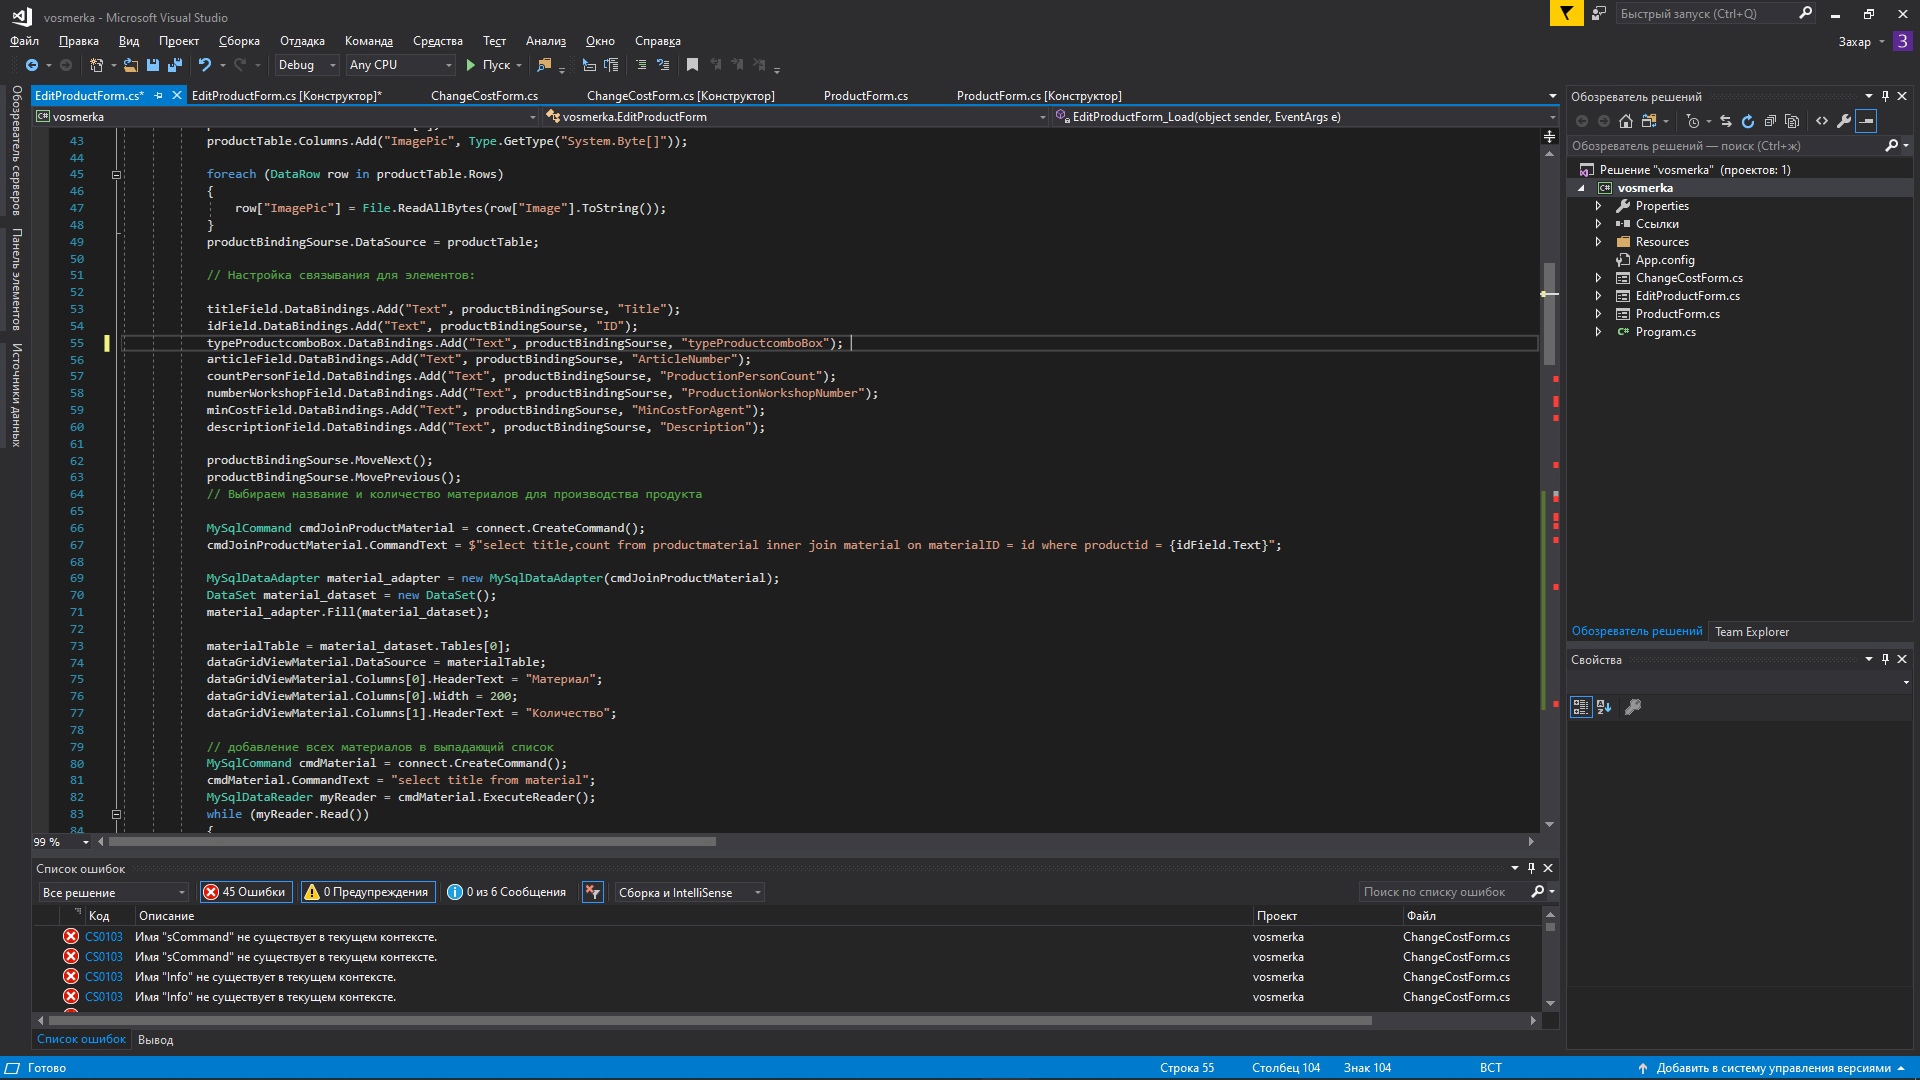 vosmerka - Microsoft Visual Studio
Быстрый запуск (Ctrl+Q)
Файл Правка Вид Проект Сборка Отладка Команда Средства Тест Анализ Окно Справка
Захар З
Debug Any CPU Пуск
Обозреватель серверов
Панель элементов
Источники данных
EditProductForm.cs* EditProductForm.cs [Конструктор]* ChangeCostForm.cs ChangeCostForm.cs [Конструктор] ProductForm.cs ProductForm.cs [Конструктор]
vosmerka vosmerka.EditProductForm EditProductForm_Load(object sender, EventArgs e)
43 productTable.Columns.Add("ImagePic", Type.GetType("System.Byte[]"));
44
45 foreach (DataRow row in productTable.Rows)
46 {
47 row["ImagePic"] = File.ReadAllBytes(row["Image"].ToString());
48 }
49 productBindingSourse.DataSource = productTable;
50
51 // Настройка связывания для элементов:
52
53 titleField.DataBindings.Add("Text", productBindingSourse, "Title");
54 idField.DataBindings.Add("Text", productBindingSourse, "ID");
55 typeProductcomboBox.DataBindings.Add("Text", productBindingSourse, "typeProductcomboBox");
56 articleField.DataBindings.Add("Text", productBindingSourse, "ArticleNumber");
57 countPersonField.DataBindings.Add("Text", productBindingSourse, "ProductionPersonCount");
58 numberWorkshopField.DataBindings.Add("Text", productBindingSourse, "ProductionWorkshopNumber");
59 minCostField.DataBindings.Add("Text", productBindingSourse, "MinCostForAgent");
60 descriptionField.DataBindings.Add("Text", productBindingSourse, "Description");
61
62 productBindingSourse.MoveNext();
63 productBindingSourse.MovePrevious();
64 // Выбираем название и количество материалов для производства продукта
65
66 MySqlCommand cmdJoinProductMaterial = connect.CreateCommand();
67 cmdJoinProductMaterial.CommandText = $"select title,count from productmaterial inner join material on materialID = id where productid = {idField.Text}";
68
69 MySqlDataAdapter material_adapter = new MySqlDataAdapter(cmdJoinProductMaterial);
70 DataSet material_dataset = new DataSet();
71 material_adapter.Fill(material_dataset);
72
73 materialTable = material_dataset.Tables[0];
74 dataGridViewMaterial.DataSource = materialTable;
75 dataGridViewMaterial.Columns[0].HeaderText = "Материал";
76 dataGridViewMaterial.Columns[0].Width = 200;
77 dataGridViewMaterial.Columns[1].HeaderText = "Количество";
78
79 // добавление всех материалов в выпадающий список
80 MySqlCommand cmdMaterial = connect.CreateCommand();
81 cmdMaterial.CommandText = "select title from material";
82 MySqlDataReader myReader = cmdMaterial.ExecuteReader();
83 while (myReader.Read())
84 {
99 %
Обозреватель решений
Обозреватель решений — поиск (Ctrl+ж)
Решение "vosmerka" (проектов: 1)
vosmerka
Properties
Ссылки
Resources
App.config
ChangeCostForm.cs
EditProductForm.cs
ProductForm.cs
Program.cs
Обозреватель решений Team Explorer
Свойства
Список ошибок
Все решение 45 Ошибки 0 Предупреждения 0 из 6 Сообщения Сборка и IntelliSense Поиск по списку ошибок
Код Описание Проект Файл
CS0103 Имя "sCommand" не существует в текущем контексте. vosmerka ChangeCostForm.cs
CS0103 Имя "sCommand" не существует в текущем контексте. vosmerka ChangeCostForm.cs
CS0103 Имя "Info" не существует в текущем контексте. vosmerka ChangeCostForm.cs
CS0103 Имя "Info" не существует в текущем контексте. vosmerka ChangeCostForm.cs
Список ошибок Вывод
Готово Строка 55 Столбец 104 Знак 104 ВСТ Добавить в систему управления версиями